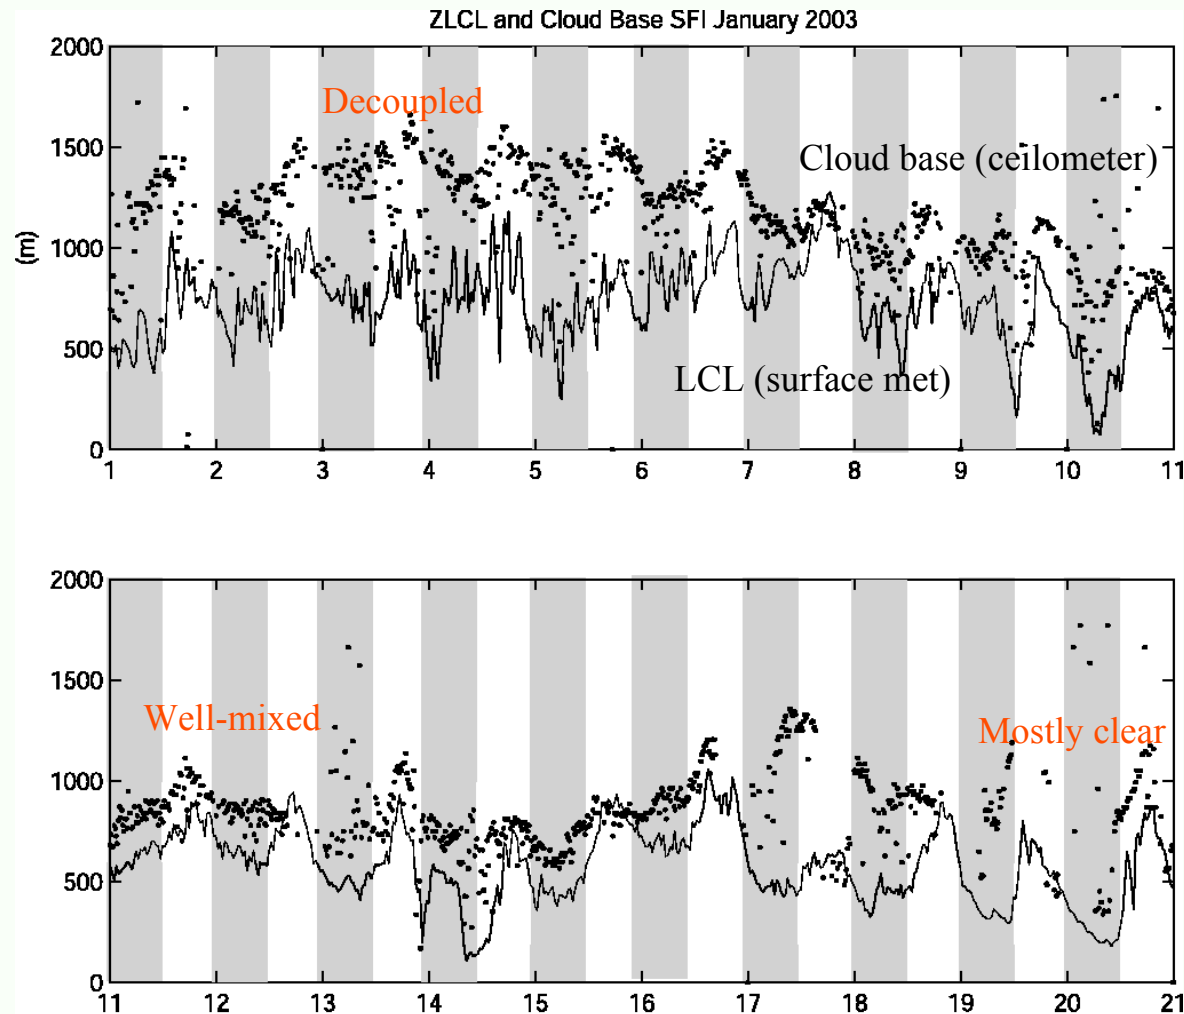 ZLCL and Cloud Base SFI January 2003
2000
Decoupled
1500
Cloud base (ceilometer)
(m)
1000
500
LCL (surface met)
0
1 2 3 4 5 6 7 8 9 10 11
2000
1500
Well-mixed
Mostly clear
1000
500
0
11 12 13 14 15 16 17 18 19 20 21